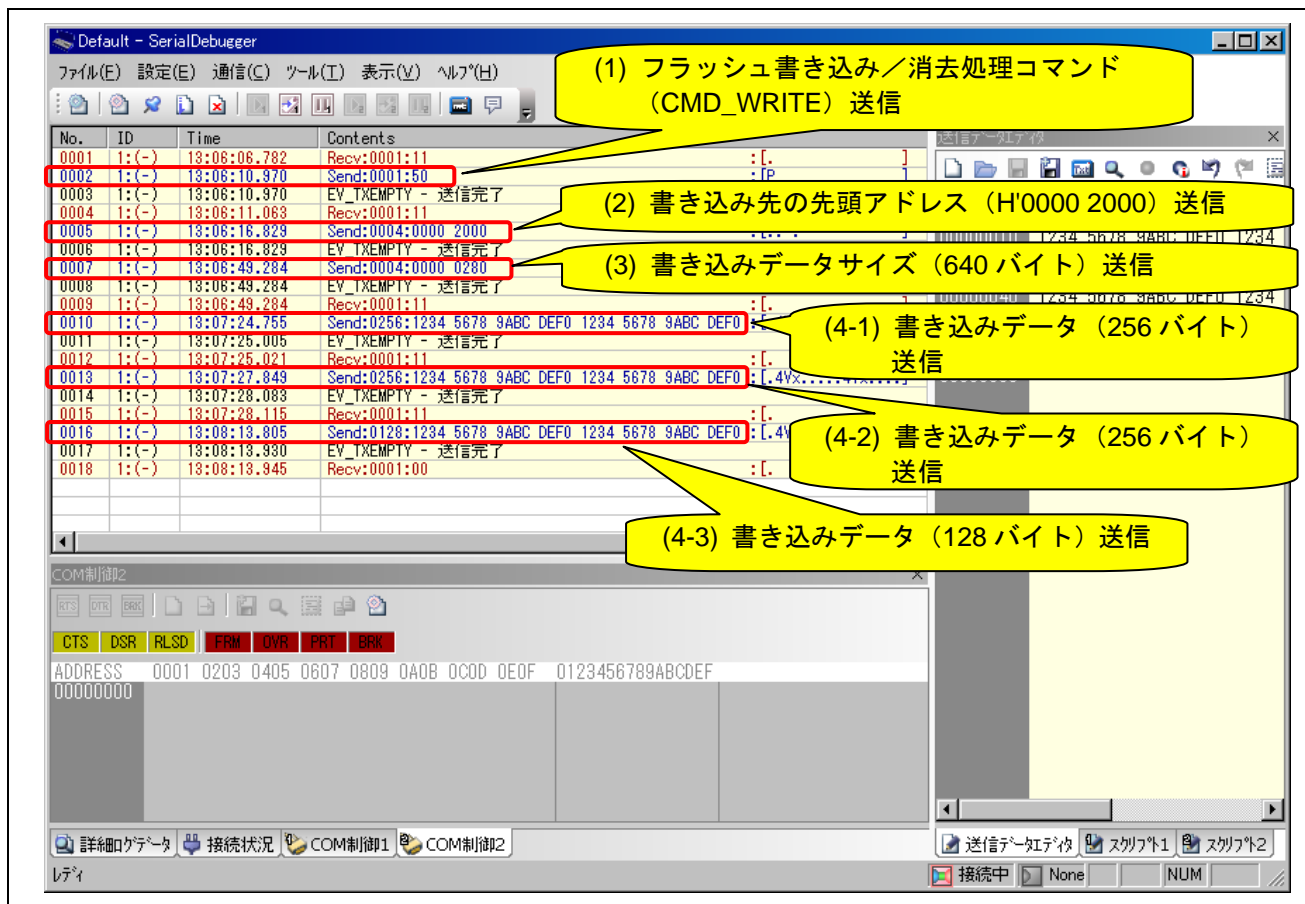 Default - SerialDebugger
ファイル(F) 設定(E) 通信(C) ツール(T) 表示(V) ヘルプ(H)
(1) フラッシュ書き込み／消去処理コマンド
（CMD_WRITE）送信
No. ID Time Contents
送信データエディタ
0001 1:(-) 13:06:06.782 Recv:0001:11 :[. ]
0002 1:(-) 13:06:10.970 Send:0001:50 :[P ]
0003 1:(-) 13:06:10.970 EV_TXEMPTY - 送信完了
0004 1:(-) 13:06:11.063 Recv:0001:11
(2) 書き込み先の先頭アドレス（H'0000 2000）送信
0005 1:(-) 13:06:16.829 Send:0004:0000 2000
0006 1:(-) 13:06:16.829 EV_TXEMPTY - 送信完了
00000010 1234 5678 9ABC DEF0 1234
0007 1:(-) 13:06:49.284 Send:0004:0000 0280
(3) 書き込みデータサイズ（640 バイト）送信
0008 1:(-) 13:06:49.284 EV_TXEMPTY - 送信完了
0009 1:(-) 13:06:49.284 Recv:0001:11 :[. ]
00000040 1234 5678 9ABC DEF0 1234
0010 1:(-) 13:07:24.755 Send:0256:1234 5678 9ABC DEF0 1234 5678 9ABC DEF0 :[.
(4-1) 書き込みデータ（256 バイト）
送信
0011 1:(-) 13:07:25.005 EV_TXEMPTY - 送信完了
0012 1:(-) 13:07:25.021 Recv:0001:11 :[.
0013 1:(-) 13:07:27.849 Send:0256:1234 5678 9ABC DEF0 1234 5678 9ABC DEF0 :[.4Vx.....4Vx....]
0014 1:(-) 13:07:28.083 EV_TXEMPTY - 送信完了
0015 1:(-) 13:07:28.115 Recv:0001:11 :[.
0016 1:(-) 13:08:13.805 Send:0128:1234 5678 9ABC DEF0 1234 5678 9ABC DEF0 :[.4V
(4-2) 書き込みデータ（256 バイト）
送信
0017 1:(-) 13:08:13.930 EV_TXEMPTY - 送信完了
0018 1:(-) 13:08:13.945 Recv:0001:00 :[.
(4-3) 書き込みデータ（128 バイト）送信
COM制御2
RTS DTR BRK
CTS DSR RLSD FRM OVR PRT BRK
ADDRESS 0001 0203 0405 0607 0809 0A0B 0C0D 0E0F 0123456789ABCDEF
00000000
詳細ログデータ 接続状況 COM制御1 COM制御2
送信データエディタ スクリプト1 スクリプト2
レディ
接続中 None NUM